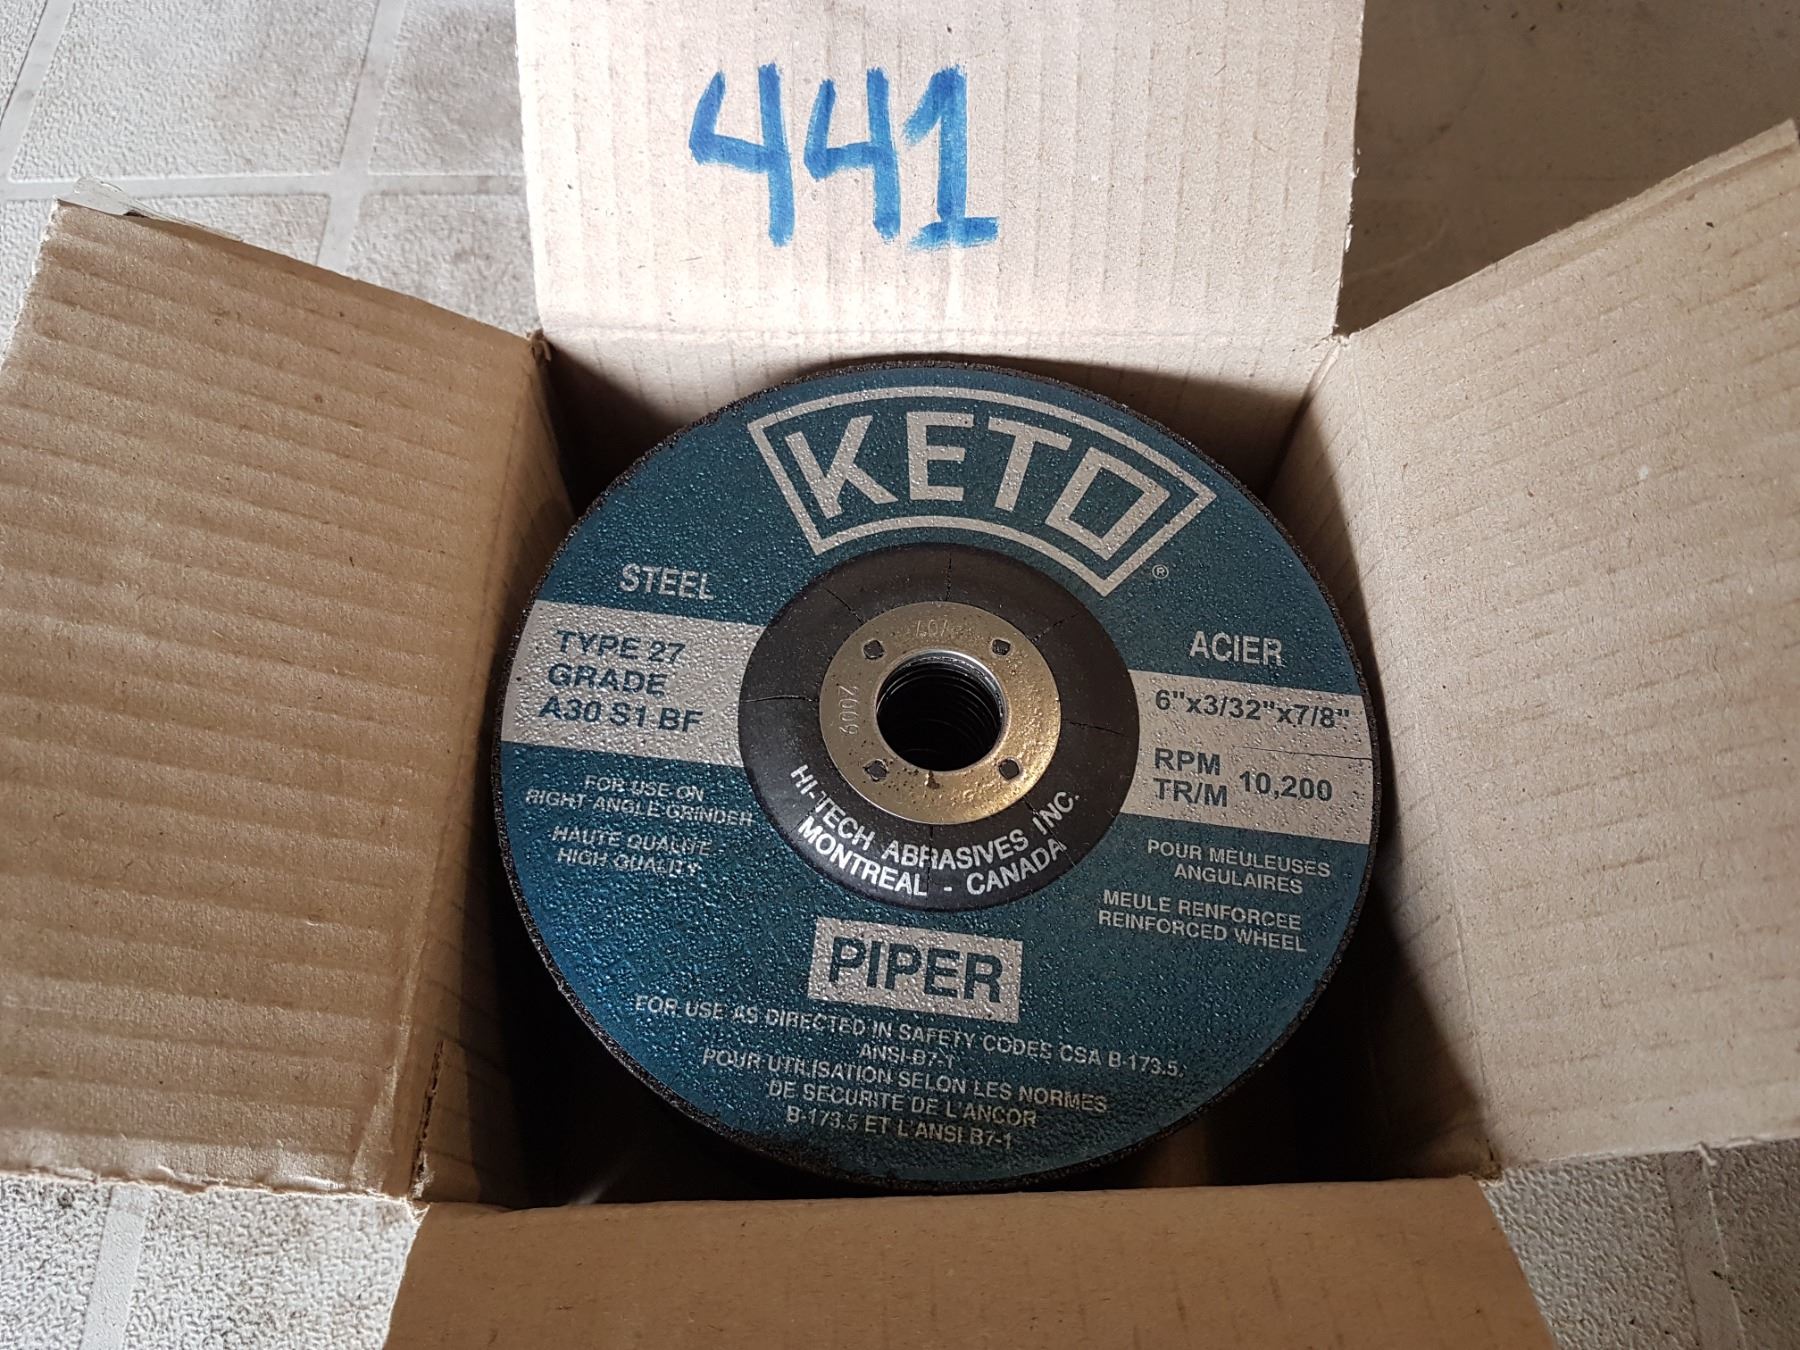 441
KETO
®
STEEL
TYPE 27
GRADE
A30 S1 BF
FOR USE ON
RIGHT ANGLE GRINDER
HAUTE QUALITE
HIGH QUALITY
ACIER
6"x3/32"x7/8"
RPM
TR/M 10,200
POUR MEULEUSES
ANGULAIRES
MEULE RENFORCEE
REINFORCED WHEEL
2009
HI-TECH ABRASIVES INC.
MONTREAL - CANADA
PIPER
FOR USE AS DIRECTED IN SAFETY CODES CSA B-173.5.
ANSI-B7-1
POUR UTILISATION SELON LES NORMES
DE SECURITE DE L'ANCOR
B-173.5 ET L'ANSI B7-1